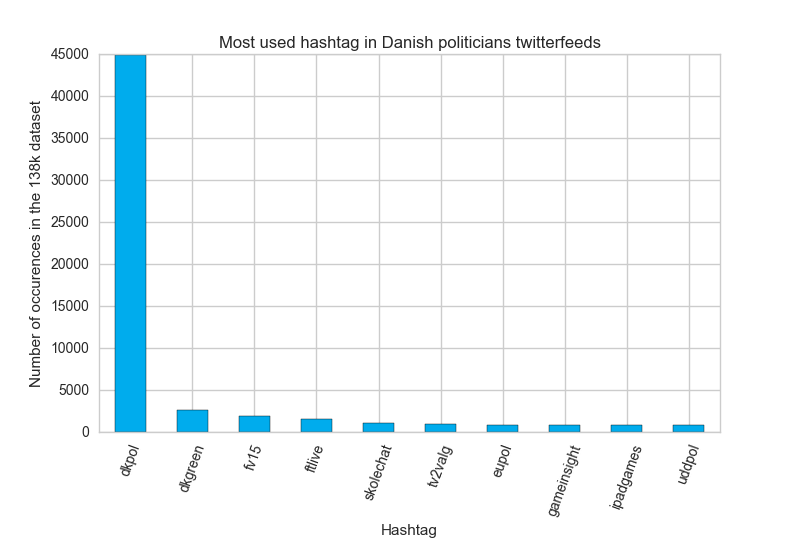 Most used hashtag in Danish politicians twitterfeeds
Number of occurences in the 138k dataset
45000
40000
35000
30000
25000
20000
15000
10000
5000
0
dkpol
dkgreen
fv15
ftlive
skolechat
tv2valg
eupol
gameinsight
ipadgames
uddpol
Hashtag